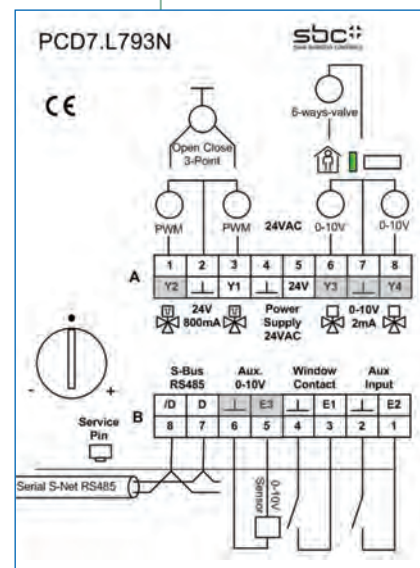 PCD7.L793N
sbc
SAIA BURGESS CONTROLS
CE
6-ways-valve
Open Close
3-Point
PWM PWM 24VAC 0-10V 0-10V
1 2 3 4 5 6 7 8
A Y2 ⊥ Y1 ⊥ 24V Y3 ⊥ Y4
24V
800mA
Power
Supply
24VAC
0-10V
2mA
- +
S-Bus
RS485
Aux.
0-10V
Window
Contact
Aux
Input
B /D D ⊥ E3 ⊥ E1 ⊥ E2
8 7 6 5 4 3 2 1
Service
Pin
Serial S-Net RS485
Sensor
0-10V